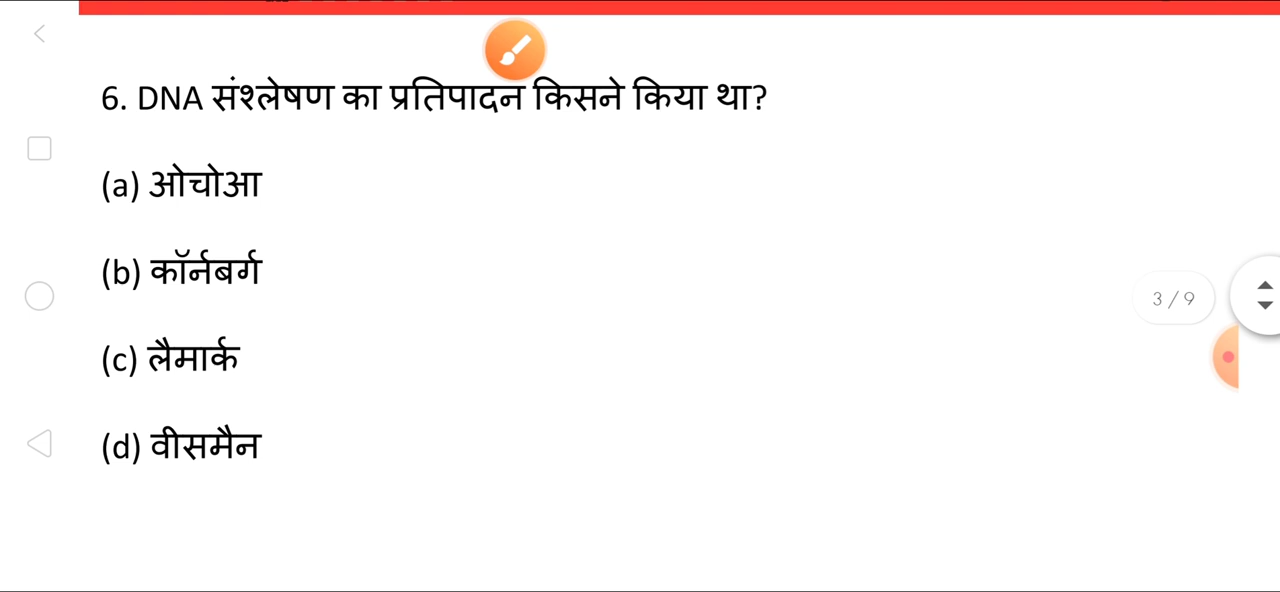 6. DNA संश्लेषण का प्रतिपादन किसने किया था?
(a) ओचोआ
(b) कॉर्नबर्ग
(c) लैमार्क
3 / 9
(d) वीसमैन